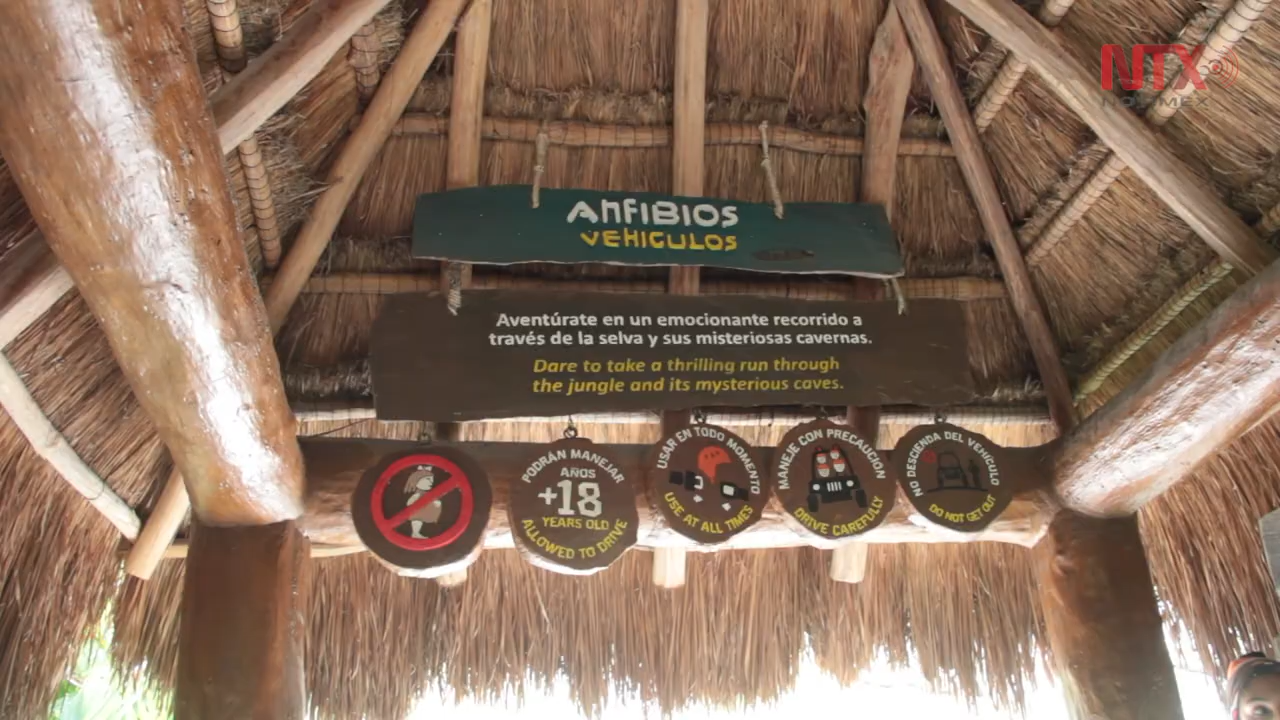 NTX
NOTIMEX
AnFiBIOS
VEHICULOS
Aventúrate en un emocionante recorrido a
través de la selva y sus misteriosas cavernas.
Dare to take a thrilling run through
the jungle and its mysterious caves.
PODRÁN MANEJAR
AÑOS
+18
YEARS OLD
ALLOWED TO DRIVE
USAR EN TODO MOMENTO
USE AT ALL TIMES
MANEJE CON PRECAUCIÓN
DRIVE CAREFULLY
NO DESCIENDA DEL VEHÍCULO
DO NOT GET OUT